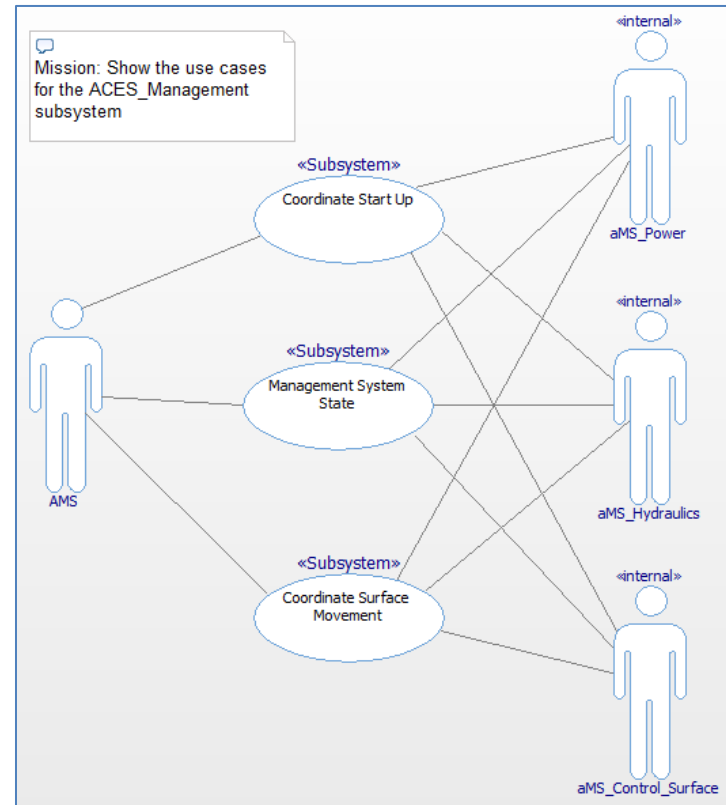 Mission: Show the use cases
for the ACES_Management
subsystem
«internal»
aMS_Power
«Subsystem»
Coordinate Start Up
«internal»
aMS_Hydraulics
«Subsystem»
Management System
State
AMS
«Subsystem»
Coordinate Surface
Movement
«internal»
aMS_Control_Surface